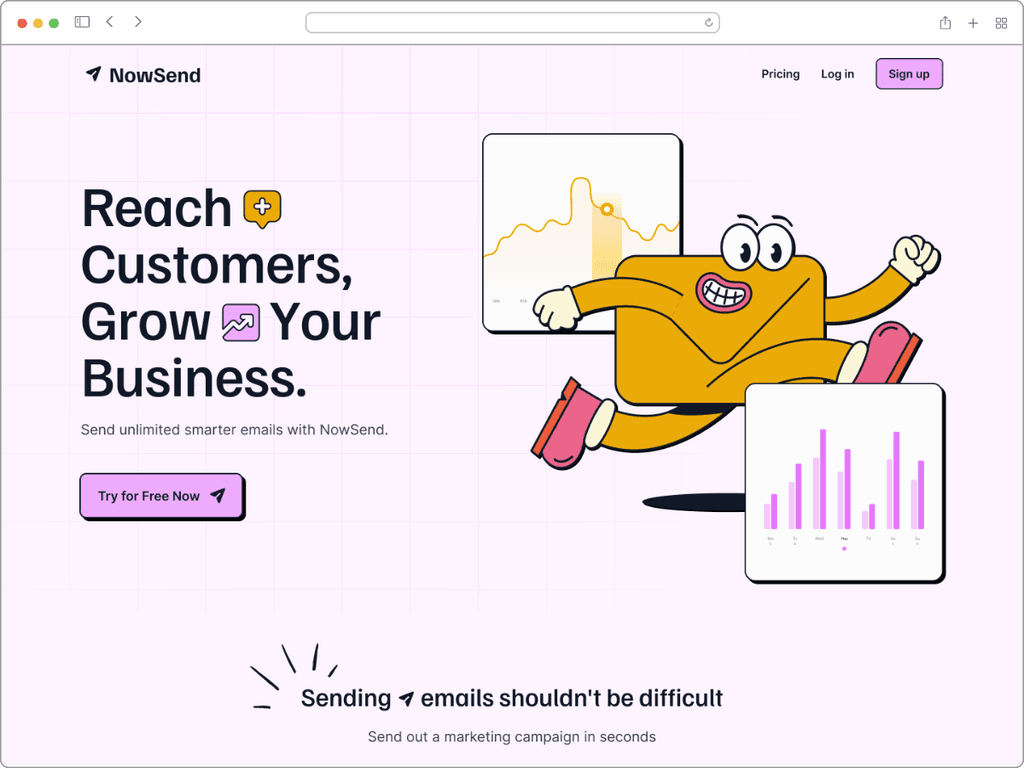 NowSend
Pricing
Log in
Sign up
Reach
Customers,
Grow Your
Business.
Send unlimited smarter emails with NowSend.
Try for Free Now
Sending emails shouldn't be difficult
Send out a marketing campaign in seconds